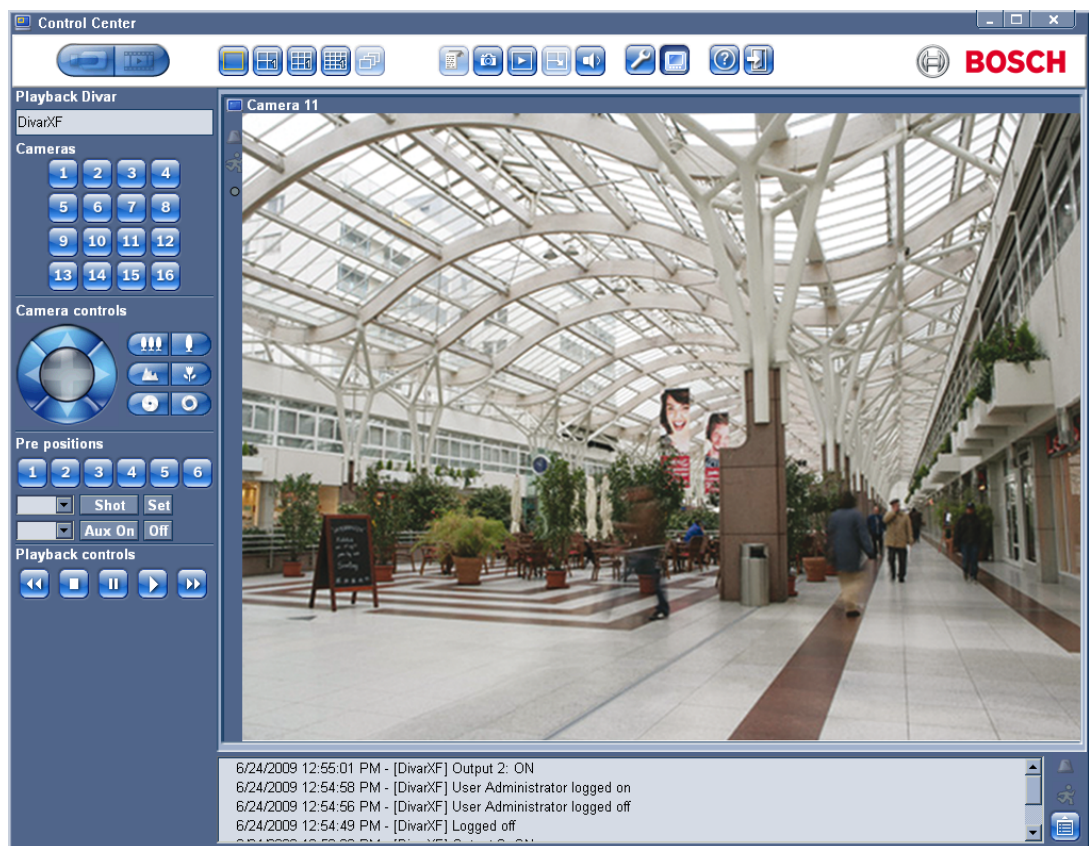 Control Center
BOSCH
Playback Divar
DivarXF
Cameras
1 2 3 4
5 6 7 8
9 10 11 12
13 14 15 16
Camera controls
Pre positions
1 2 3 4 5 6
Shot Set
Aux On Off
Playback controls
Camera 11
6/24/2009 12:55:01 PM - [DivarXF] Output 2: ON
6/24/2009 12:54:58 PM - [DivarXF] User Administrator logged on
6/24/2009 12:54:56 PM - [DivarXF] User Administrator logged off
6/24/2009 12:54:49 PM - [DivarXF] Logged off